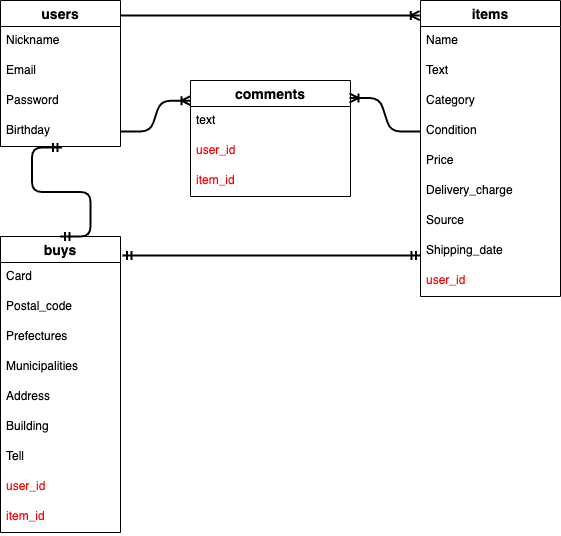 users
Nickname
Email
Password
Birthday
items
Name
Text
Category
Condition
Price
Delivery_charge
Source
Shipping_date
user_id
comments
text
user_id
item_id
buys
Card
Postal_code
Prefectures
Municipalities
Address
Building
Tell
user_id
item_id